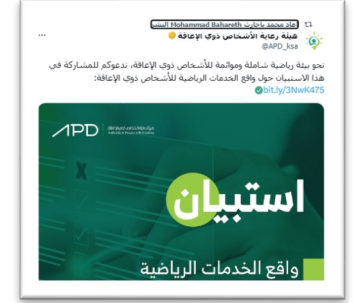 أعاد محمد باحارث Mohammad Bahareth النشر
هيئة رعاية الأشخاص ذوي الإعاقة
@APD_ksa
نحو بيئة رياضية شاملة وموائمة للأشخاص ذوي الإعاقة، ندعوكم للمشاركة في
هذا الاستبيان حول واقع الخدمات الرياضية للأشخاص ذوي الإعاقة:
bit.ly/3NwK475
APD
استبيان
واقع الخدمات الرياضية